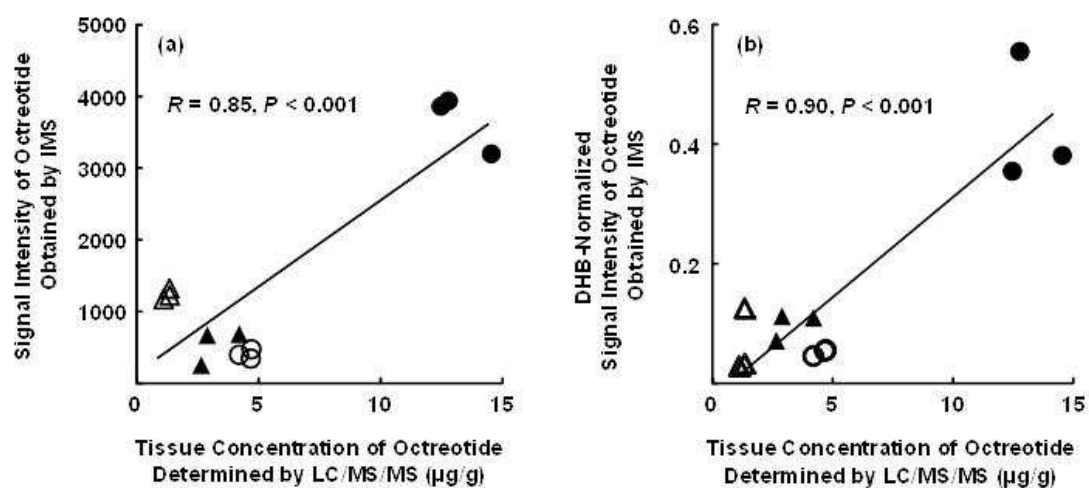 5000
4000
3000
2000
1000
(a)
R = 0.85, P < 0.001
Signal Intensity of Octreotide
Obtained by IMS
0
5
10
15
Tissue Concentration of Octreotide
Determined by LC/MS/MS (µg/g)
0.6
0.4
0.2
(b)
R = 0.90, P < 0.001
DHB-Normalized
Signal Intensity of Octreotide
Obtained by IMS
0
5
10
15
Tissue Concentration of Octreotide
Determined by LC/MS/MS (µg/g)